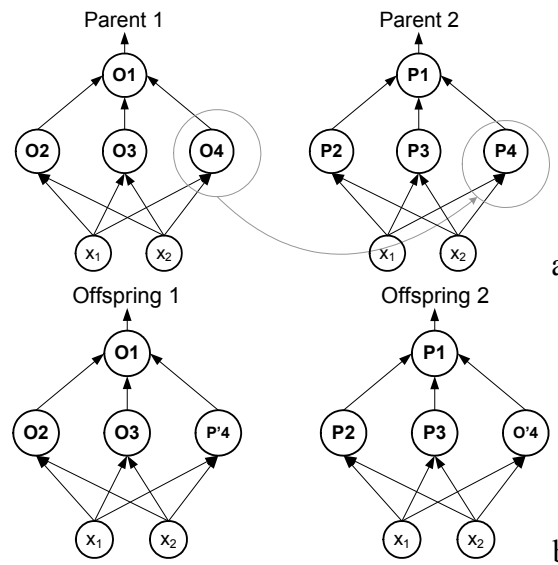 Parent 1 Parent 2
O1 P1
O2 O3 O4 P2 P3 P4
x₁ x₂ x₁ x₂
a
Offspring 1 Offspring 2
O1 P1
O2 O3 P'4 P2 P3 O'4
x₁ x₂ x₁ x₂
b